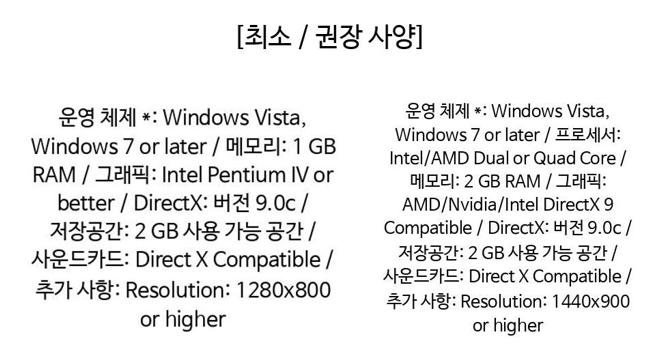 [최소 / 권장 사양]
운영 체제 *: Windows Vista,
Windows 7 or later / 메모리: 1 GB
RAM / 그래픽: Intel Pentium IV or
better / DirectX: 버전 9.0c /
저장공간: 2 GB 사용 가능 공간 /
사운드카드: Direct X Compatible /
추가 사항: Resolution: 1280x800
or higher
운영 체제 *: Windows Vista,
Windows 7 or later / 프로세서:
Intel/AMD Dual or Quad Core /
메모리: 2 GB RAM / 그래픽:
AMD/Nvidia/Intel DirectX 9
Compatible / DirectX: 버전 9.0c /
저장공간: 2 GB 사용 가능 공간 /
사운드카드: Direct X Compatible /
추가 사항: Resolution: 1440x900
or higher